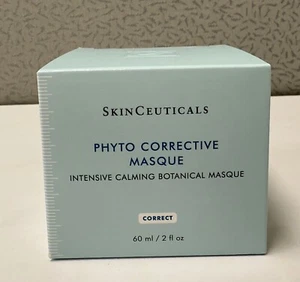 SKINCEUTICALS
PHYTO CORRECTIVE
MASQUE
INTENSIVE CALMING BOTANICAL MASQUE
CORRECT
60 ml / 2 fl oz